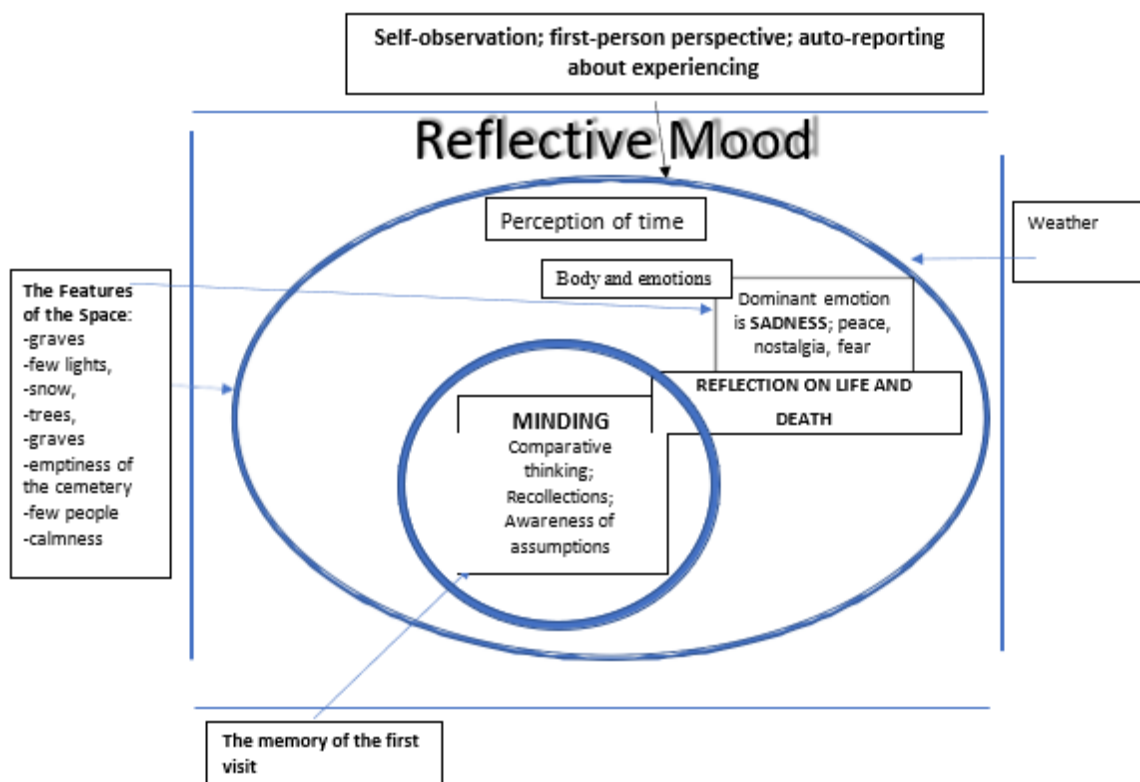 Self-observation; first-person perspective; auto-reporting
about experiencing
Reflective Mood
Perception of time
Weather
Body and emotions
The Features
of the Space:
-graves
-few lights,
-snow,
-trees,
-graves
-emptiness of
the cemetery
-few people
-calmness
Dominant emotion
is SADNESS; peace,
nostalgia, fear
REFLECTION ON LIFE AND
DEATH
MINDING
Comparative
thinking;
Recollections;
Awareness of
assumptions
The memory of the first
visit